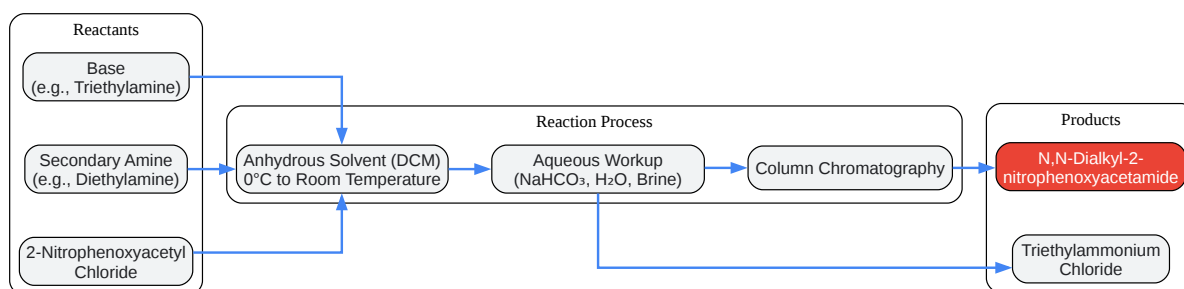 Reactants
Base
(e.g., Triethylamine)
Secondary Amine
(e.g., Diethylamine)
2-Nitrophenoxyacetyl
Chloride
Reaction Process
Anhydrous Solvent (DCM)
0°C to Room Temperature
Aqueous Workup
(NaHCO₃, H₂O, Brine)
Column Chromatography
Products
N,N-Dialkyl-2-
nitrophenoxyacetamide
Triethylammonium
Chloride